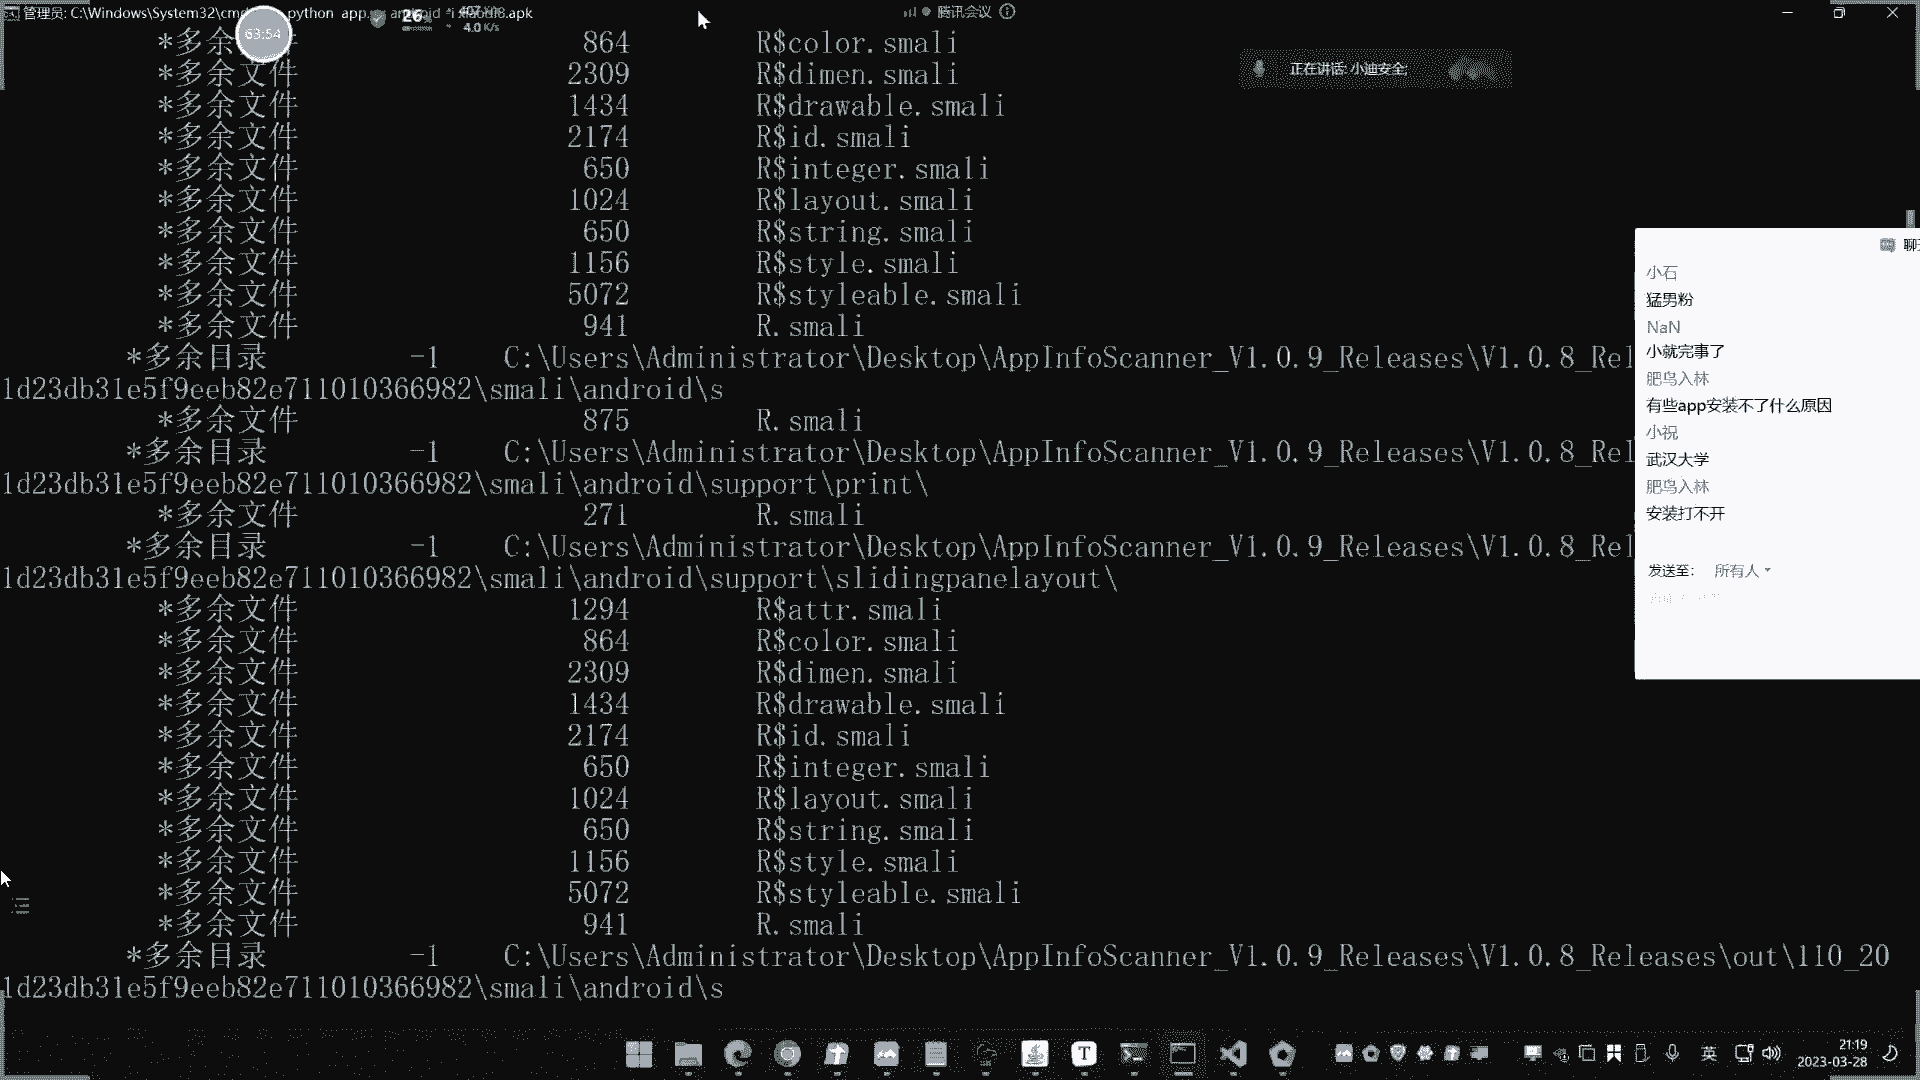 管理员: C:\Windows\System32\cmd python app. android -i .apk
63:54
26
4.0 K/s
腾讯会议
正在讲话: 小迪安全;
*多余文件 864 R$color.smali
*多余文件 2309 R$dimen.smali
*多余文件 1434 R$drawable.smali
*多余文件 2174 R$id.smali
*多余文件 650 R$integer.smali
*多余文件 1024 R$layout.smali
*多余文件 650 R$string.smali
*多余文件 1156 R$style.smali
*多余文件 5072 R$styleable.smali
*多余文件 941 R.smali
*多余目录 -1 C:\Users\Administrator\Desktop\AppInfoScanner_V1.0.9_Releases\V1.0.8_Rel
1d23db31e5f9eeb82e711010366982\smali\android\s
*多余文件 875 R.smali
*多余目录 -1 C:\Users\Administrator\Desktop\AppInfoScanner_V1.0.9_Releases\V1.0.8_Rel
1d23db31e5f9eeb82e711010366982\smali\android\support\print\
*多余文件 271 R.smali
*多余目录 -1 C:\Users\Administrator\Desktop\AppInfoScanner_V1.0.9_Releases\V1.0.8_Rel
1d23db31e5f9eeb82e711010366982\smali\android\support\slidingpanelayout\
*多余文件 1294 R$attr.smali
*多余文件 864 R$color.smali
*多余文件 2309 R$dimen.smali
*多余文件 1434 R$drawable.smali
*多余文件 2174 R$id.smali
*多余文件 650 R$integer.smali
*多余文件 1024 R$layout.smali
*多余文件 650 R$string.smali
*多余文件 1156 R$style.smali
*多余文件 5072 R$styleable.smali
*多余文件 941 R.smali
*多余目录 -1 C:\Users\Administrator\Desktop\AppInfoScanner_V1.0.9_Releases\V1.0.8_Releases\out\110_20
1d23db31e5f9eeb82e711010366982\smali\android\s
聊
小石
猛男粉
NaN
小就完事了
肥鸟入林
有些app安装不了什么原因
小祝
武汉大学
肥鸟入林
安装打不开
发送至: 所有人
英
21:19
2023-03-28